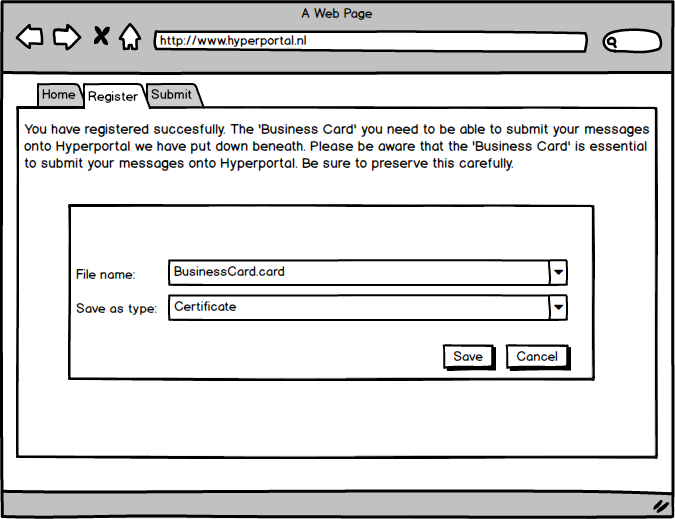 A Web Page
http://www.hyperportal.nl
Home Register Submit
You have registered succesfully. The 'Business Card' you need to be able to submit your messages
onto Hyperportal we have put down beneath. Please be aware that the 'Business Card' is essential
to submit your messages onto Hyperportal. Be sure to preserve this carefully.
File name: BusinessCard.card
Save as type: Certificate
Save Cancel